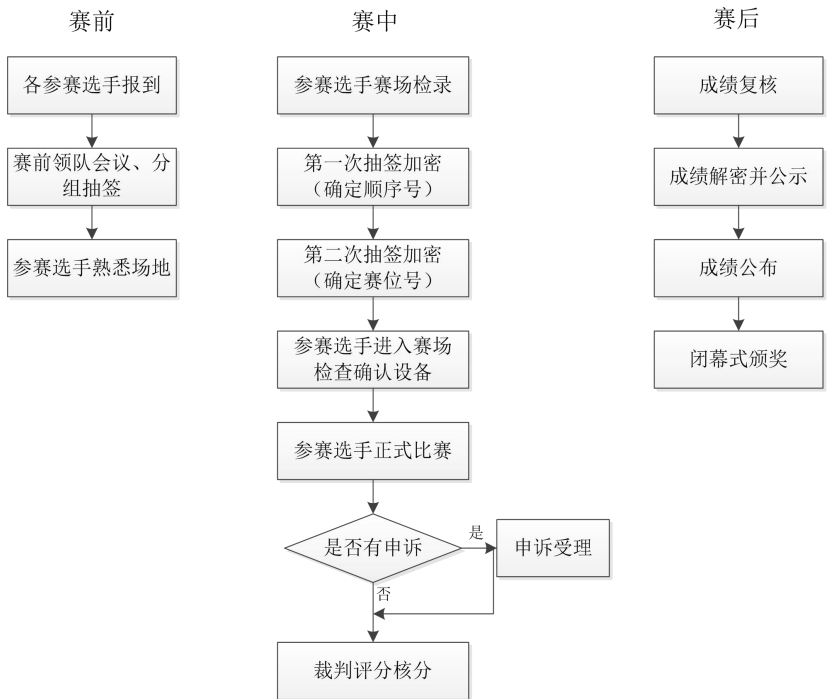 赛前
各参赛选手报到
赛前领队会议、分
组抽签
参赛选手熟悉场地
赛中
参赛选手赛场检录
第一次抽签加密
（确定顺序号）
第二次抽签加密
（确定赛位号）
参赛选手进入赛场
检查确认设备
参赛选手正式比赛
是否有申诉
是
申诉受理
否
裁判评分核分
赛后
成绩复核
成绩解密并公示
成绩公布
闭幕式颁奖